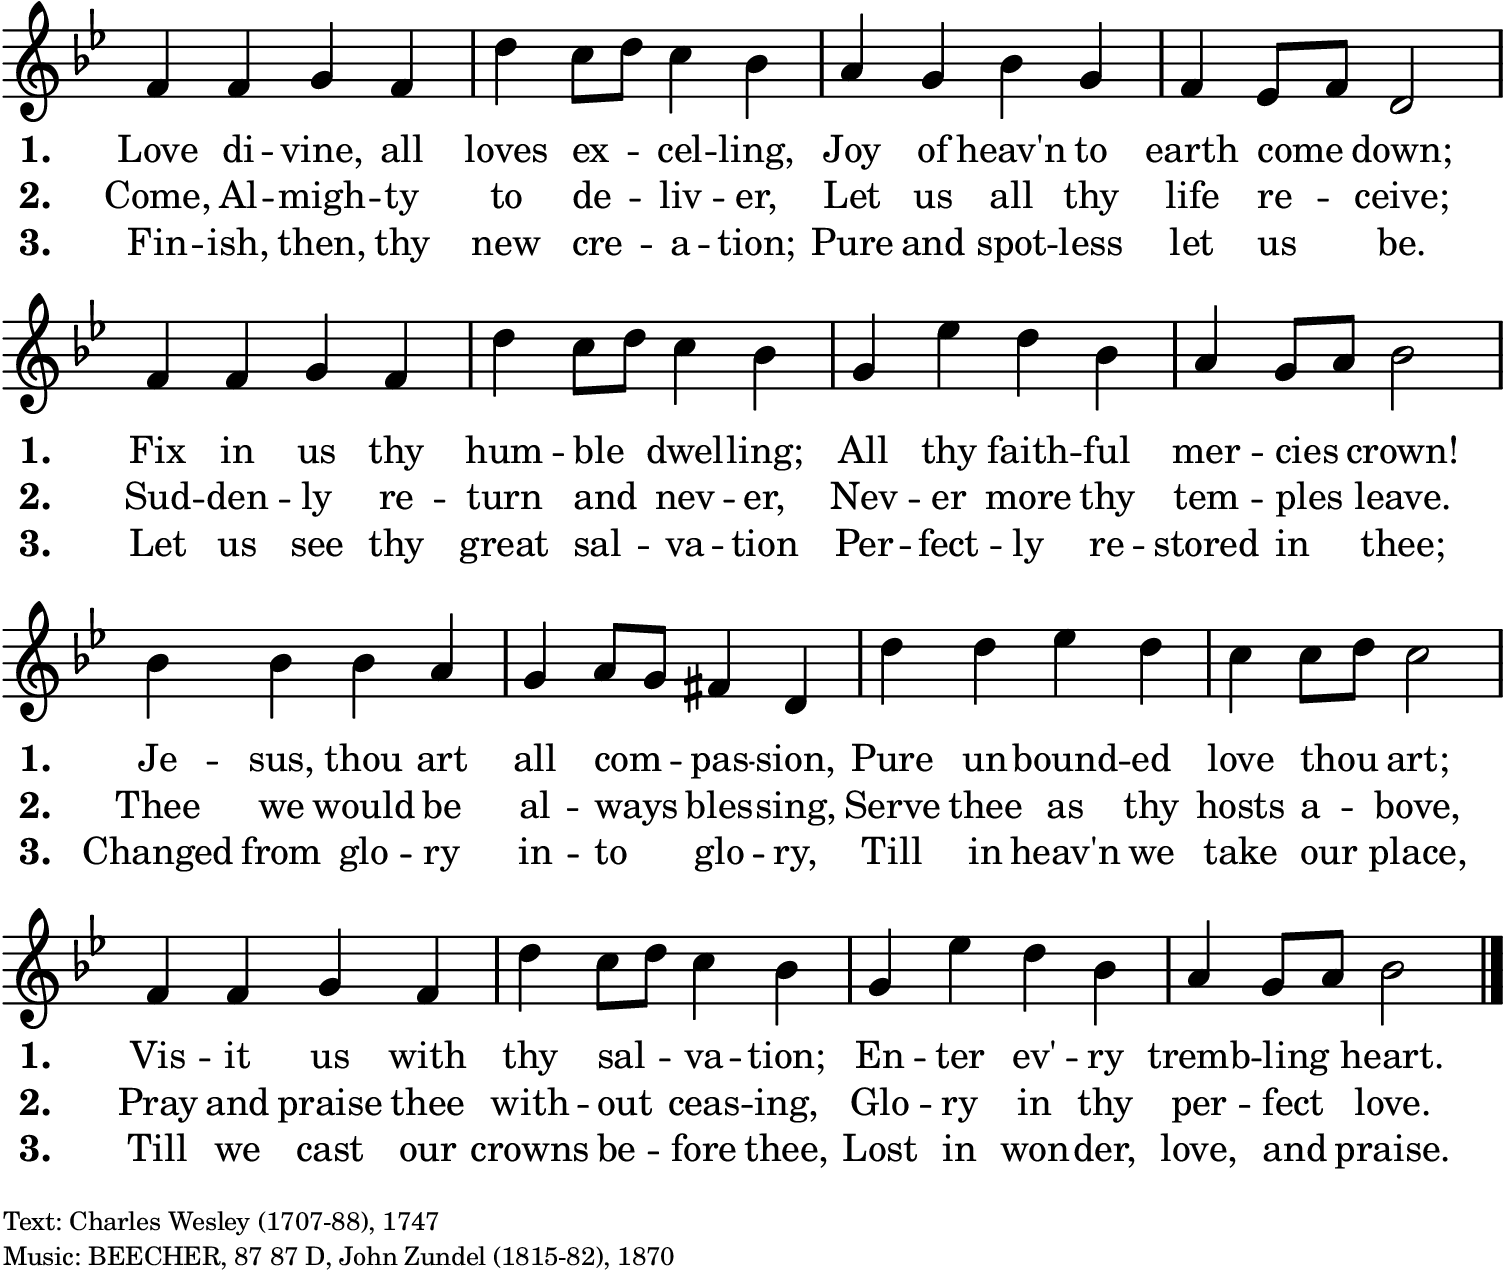 1. Love di -- vine, all loves ex -- cel -- ling, Joy of heav'n to earth come down;
2. Come, Al -- migh -- ty to de -- liv -- er, Let us all thy life re -- ceive;
3. Fin -- ish, then, thy new cre -- a -- tion; Pure and spot -- less let us be.
1. Fix in us thy hum -- ble dwel -- ling; All thy faith -- ful mer -- cies crown!
2. Sud -- den -- ly re -- turn and nev -- er, Nev -- er more thy tem -- ples leave.
3. Let us see thy great sal -- va -- tion Per -- fect -- ly re -- stored in thee;
1. Je -- sus, thou art all com -- pas -- sion, Pure un -- bound -- ed love thou art;
2. Thee we would be al -- ways bles -- sing, Serve thee as thy hosts a -- bove,
3. Changed from glo -- ry in -- to glo -- ry, Till in heav'n we take our place,
1. Vis -- it us with thy sal -- va -- tion; En -- ter ev' -- ry tremb -- ling heart.
2. Pray and praise thee with -- out ceas -- ing, Glo -- ry in thy per -- fect love.
3. Till we cast our crowns be -- fore thee, Lost in won -- der, love, and praise.
Text: Charles Wesley (1707-88), 1747
Music: BEECHER, 87 87 D, John Zundel (1815-82), 1870